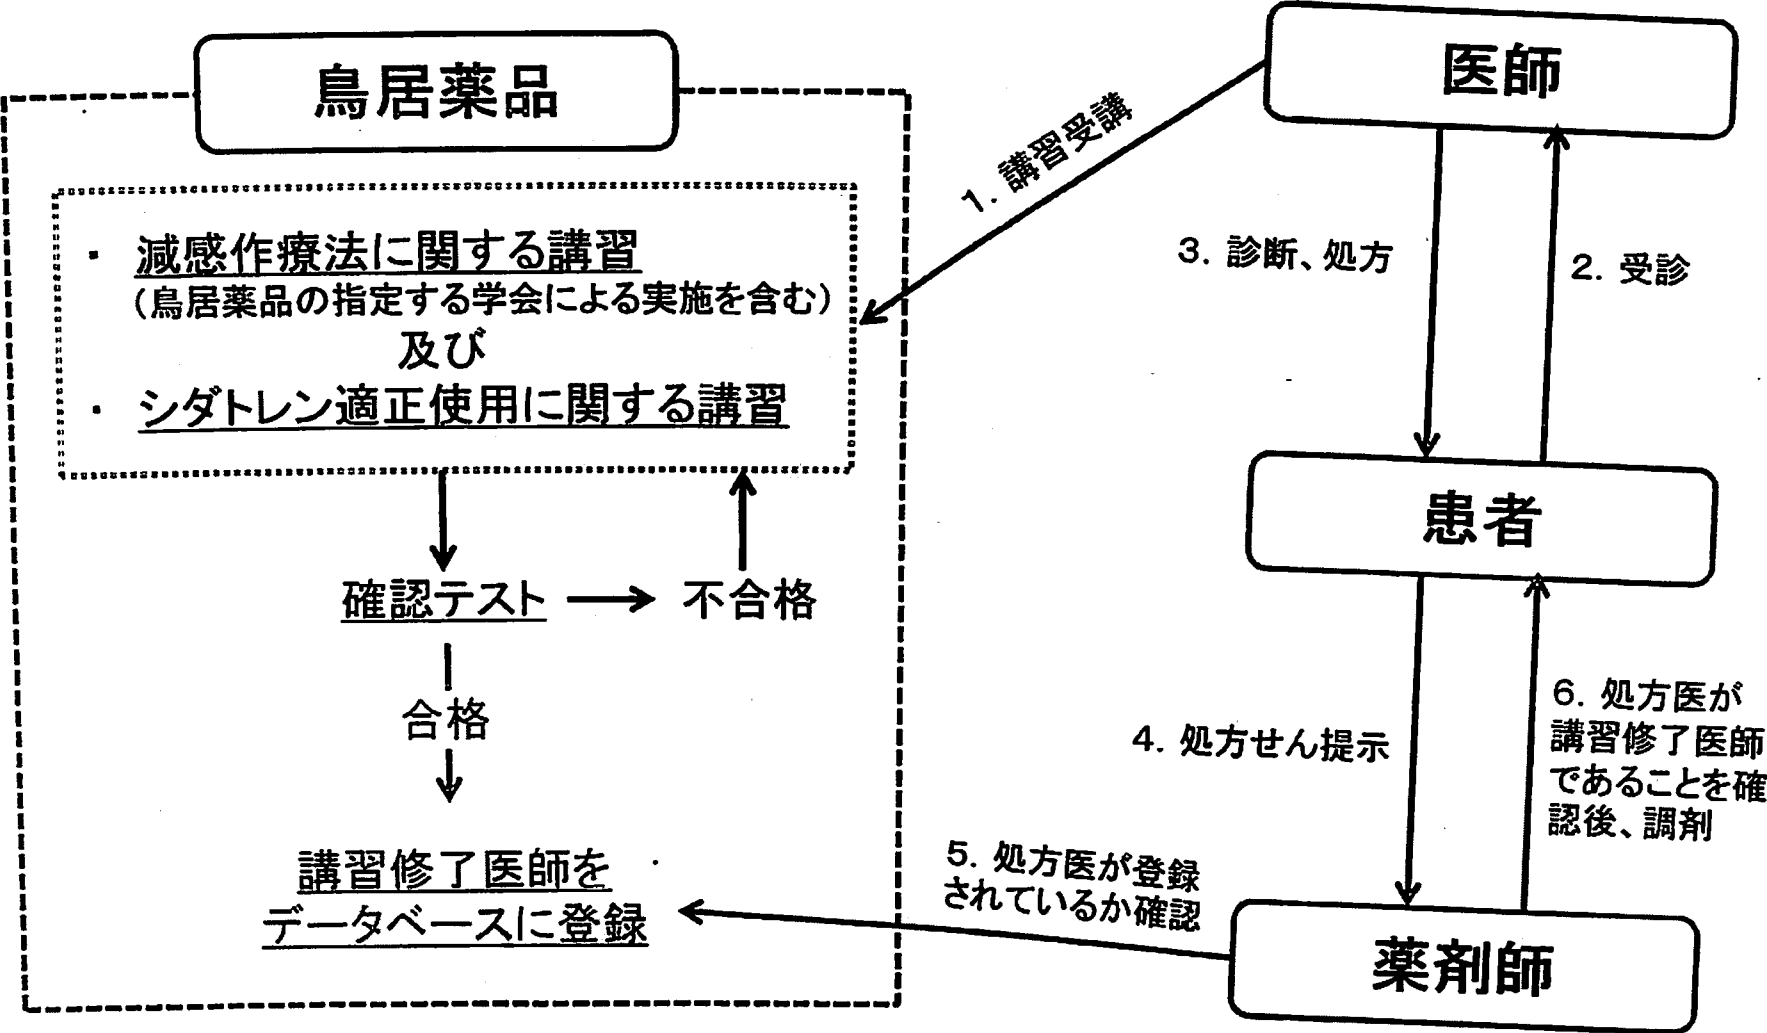 鳥居薬品
・ 減感作療法に関する講習
(鳥居薬品の指定する学会による実施を含む)
及び
・ シダトレン適正使用に関する講習
確認テスト
不合格
合格
講習修了医師を
データベースに登録
1. 講習受講
医師
3. 診断、処方
2. 受診
患者
4. 処方せん提示
6. 処方医が
講習修了医師
であることを確
認後、調剤
5. 処方医が登録
されているか確認
薬剤師